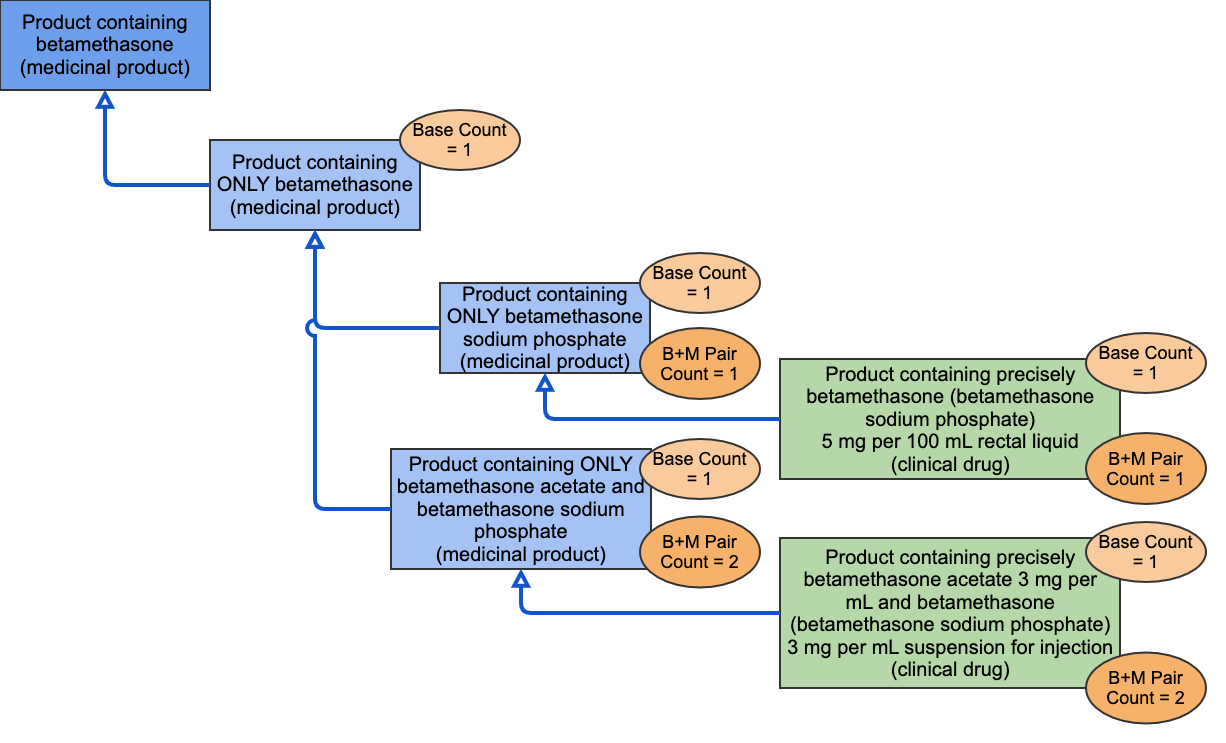 Product containing
betamethasone
(medicinal product)
Base Count
= 1
Product containing
ONLY betamethasone
(medicinal product)
Base Count
= 1
Product containing
ONLY betamethasone
sodium phosphate
(medicinal product)
B+M Pair
Count = 1
Base Count
= 1
Product containing precisely
betamethasone (betamethasone
sodium phosphate)
5 mg per 100 mL rectal liquid
(clinical drug)
B+M Pair
Count = 1
Base Count
= 1
Product containing ONLY
betamethasone acetate and
betamethasone sodium
phosphate
(medicinal product)
B+M Pair
Count = 2
Base Count
= 1
Product containing precisely
betamethasone acetate 3 mg per
mL and betamethasone
(betamethasone sodium phosphate)
3 mg per mL suspension for injection
(clinical drug)
B+M Pair
Count = 2